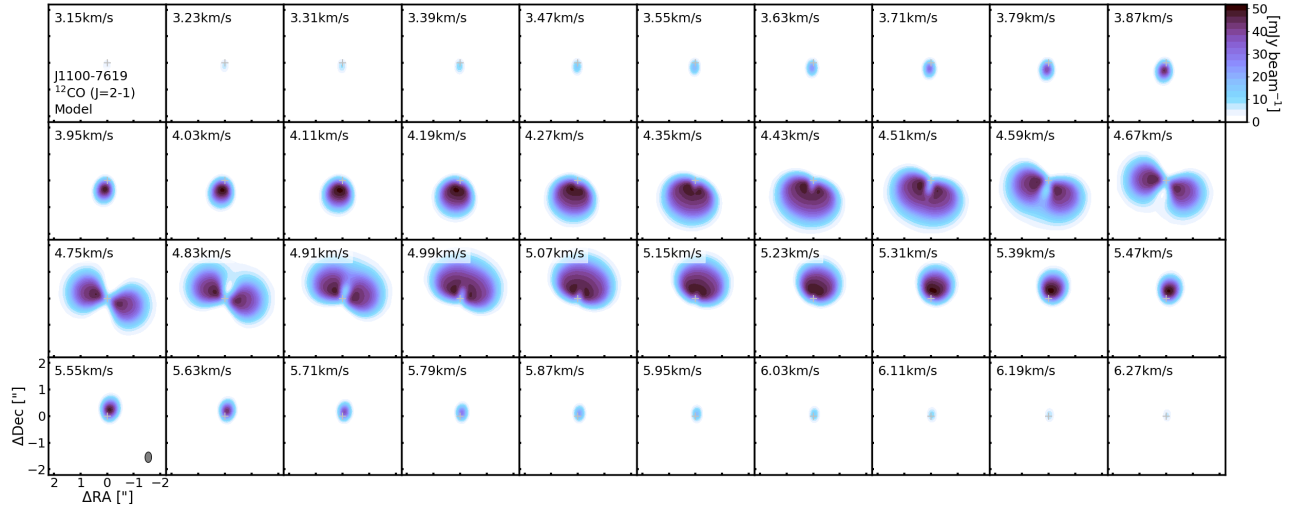 3.15km/s 3.23km/s 3.31km/s 3.39km/s 3.47km/s 3.55km/s 3.63km/s 3.71km/s 3.79km/s 3.87km/s
J1100-7619
¹²CO (J=2-1)
Model
50
40
30
20
10
0
[mJy beam⁻¹]
3.95km/s 4.03km/s 4.11km/s 4.19km/s 4.27km/s 4.35km/s 4.43km/s 4.51km/s 4.59km/s 4.67km/s
4.75km/s 4.83km/s 4.91km/s 4.99km/s 5.07km/s 5.15km/s 5.23km/s 5.31km/s 5.39km/s 5.47km/s
5.55km/s 5.63km/s 5.71km/s 5.79km/s 5.87km/s 5.95km/s 6.03km/s 6.11km/s 6.19km/s 6.27km/s
2
1
0
−1
−2
ΔDec ["]
2 1 0 −1 −2
ΔRA ["]